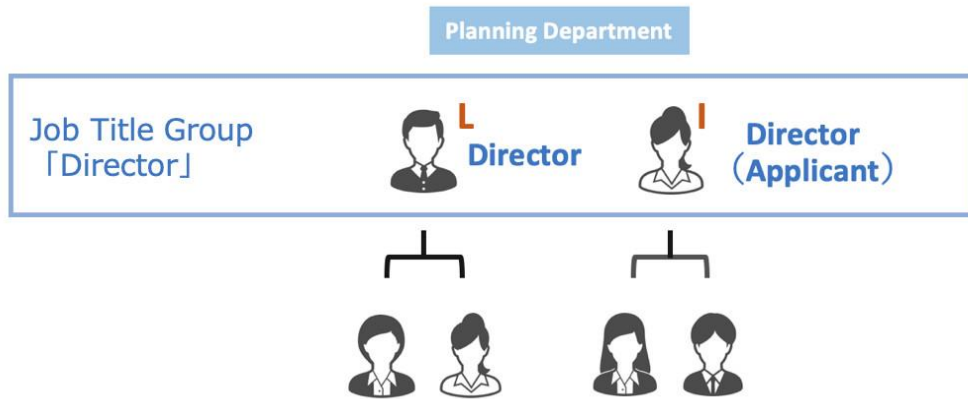 Planning Department
Job Title Group
「Director」
L
Director
I
Director
（Applicant）